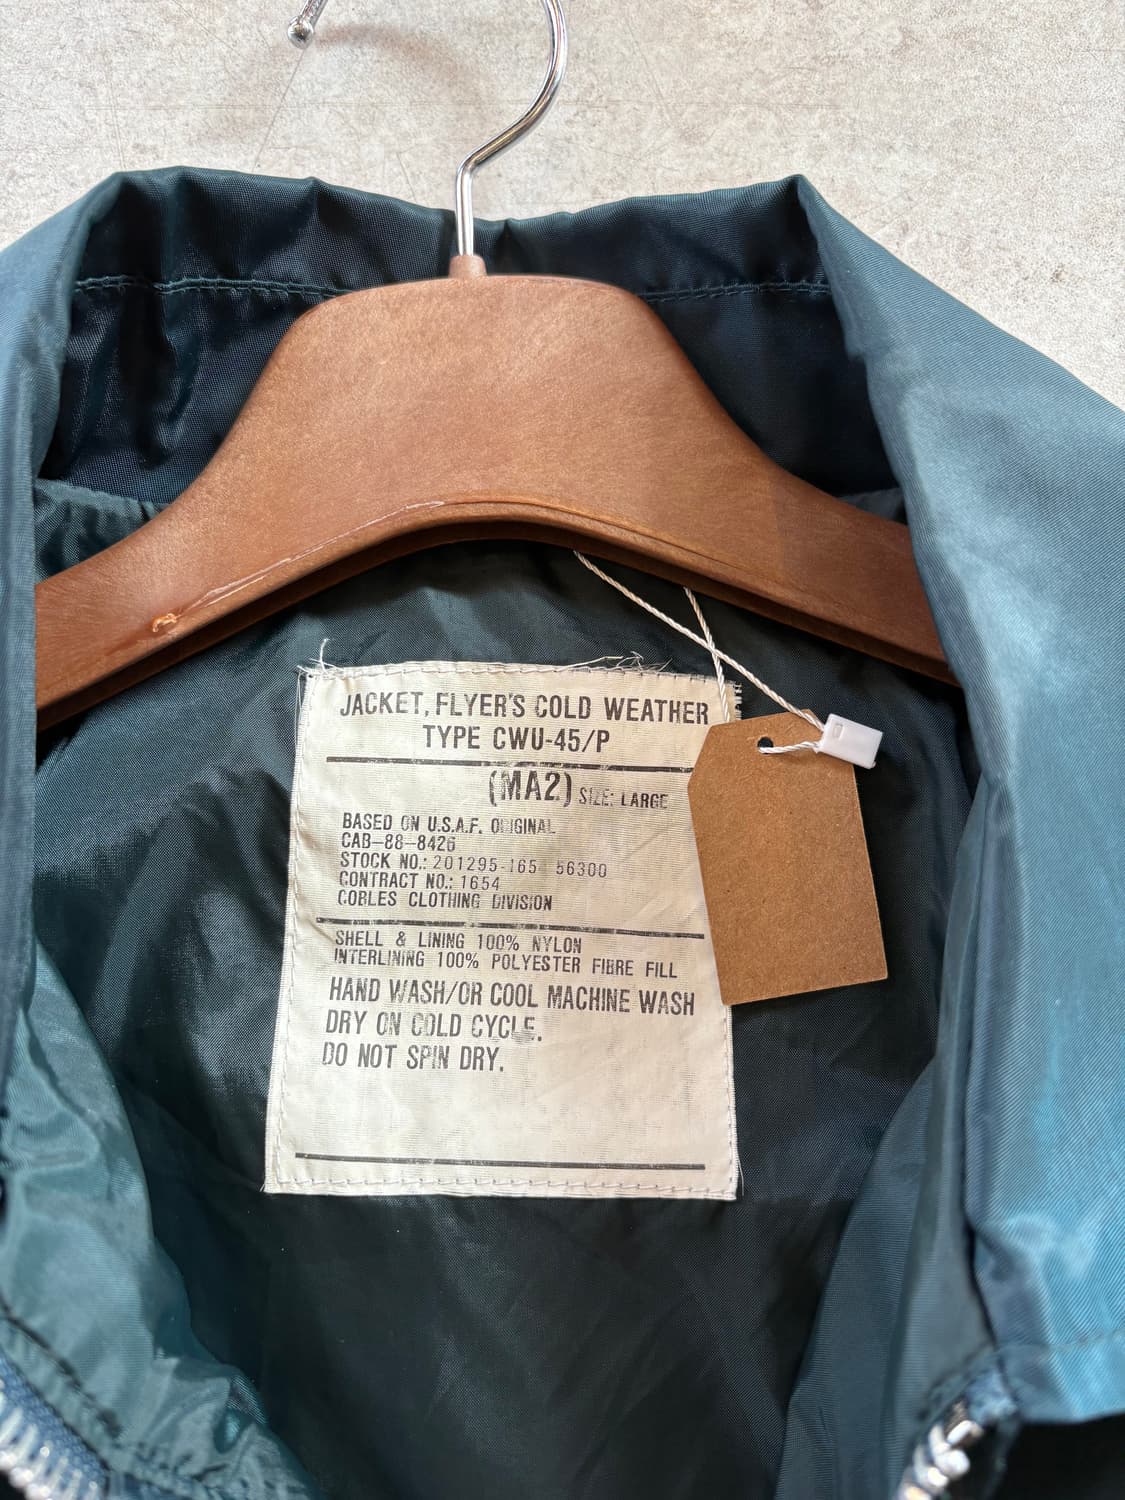 JACKET, FLYER'S COLD WEATHER
TYPE CWU-45/P
(MA2) SIZE: LARGE
BASED ON U.S.A.F. ORIGINAL
CAB-88-8426
STOCK NO.: 201295-165 56300
CONTRACT NO.: 1654
COBLES CLOTHING DIVISION
SHELL & LINING 100% NYLON
INTERLINING 100% POLYESTER FIBRE FILL
HAND WASH/OR COOL MACHINE WASH
DRY ON COLD CYCLE.
DO NOT SPIN DRY.